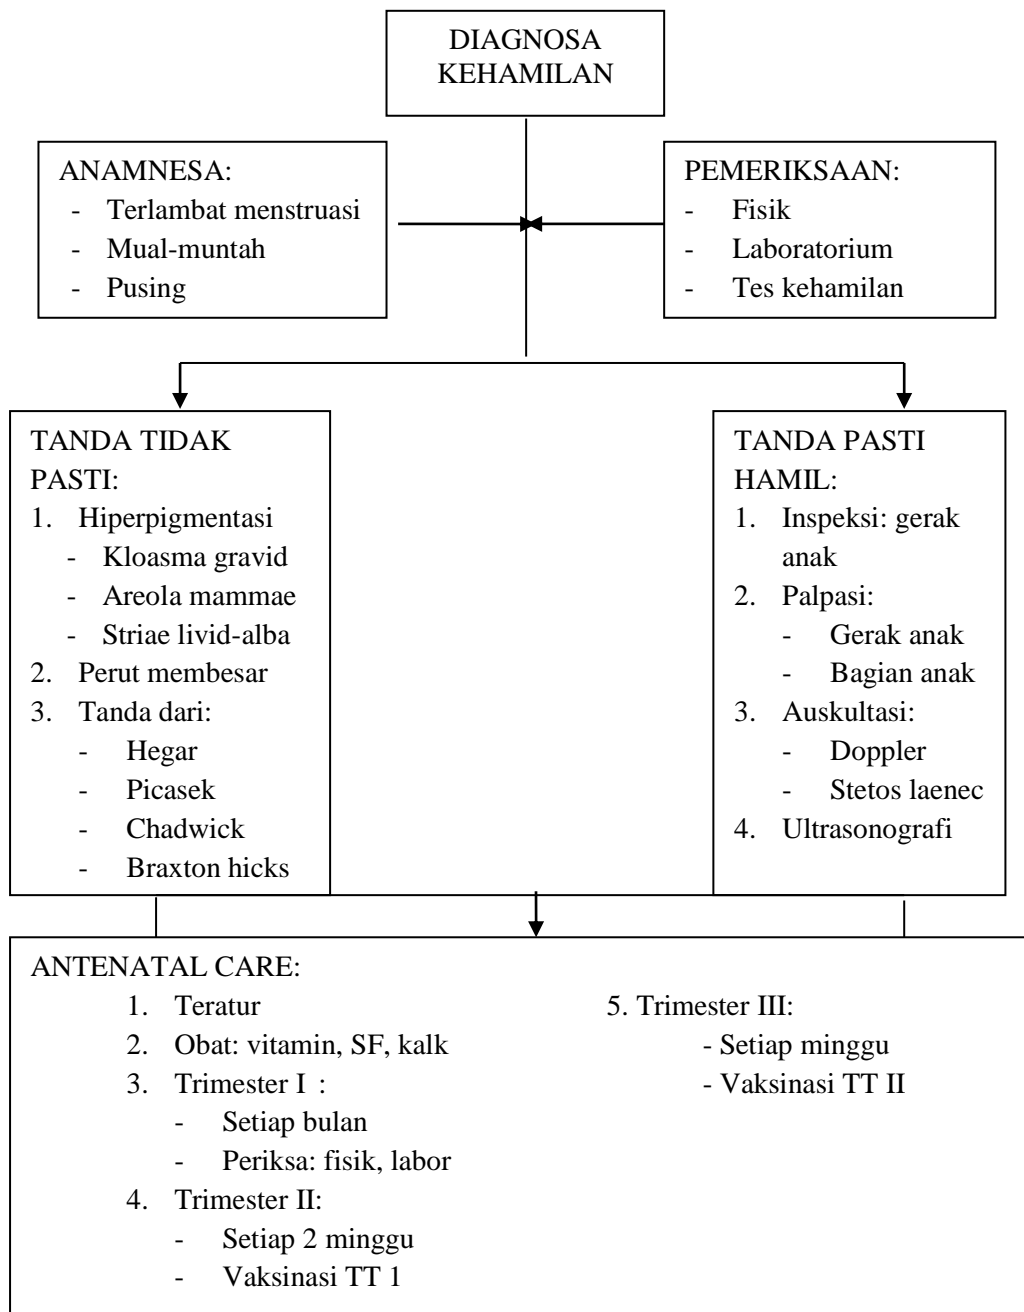 DIAGNOSA
KEHAMILAN
ANAMNESA:
- Terlambat menstruasi
- Mual-muntah
- Pusing
PEMERIKSAAN:
- Fisik
- Laboratorium
- Tes kehamilan
TANDA TIDAK
PASTI:
1. Hiperpigmentasi
- Kloasma gravid
- Areola mammae
- Striae livid-alba
2. Perut membesar
3. Tanda dari:
- Hegar
- Picasek
- Chadwick
- Braxton hicks
TANDA PASTI
HAMIL:
1. Inspeksi: gerak
anak
2. Palpasi:
- Gerak anak
- Bagian anak
3. Auskultasi:
- Doppler
- Stetos laenec
4. Ultrasonografi
ANTENATAL CARE:
1. Teratur
2. Obat: vitamin, SF, kalk
3. Trimester I :
- Setiap bulan
- Periksa: fisik, labor
4. Trimester II:
- Setiap 2 minggu
- Vaksinasi TT 1
5. Trimester III:
- Setiap minggu
- Vaksinasi TT II